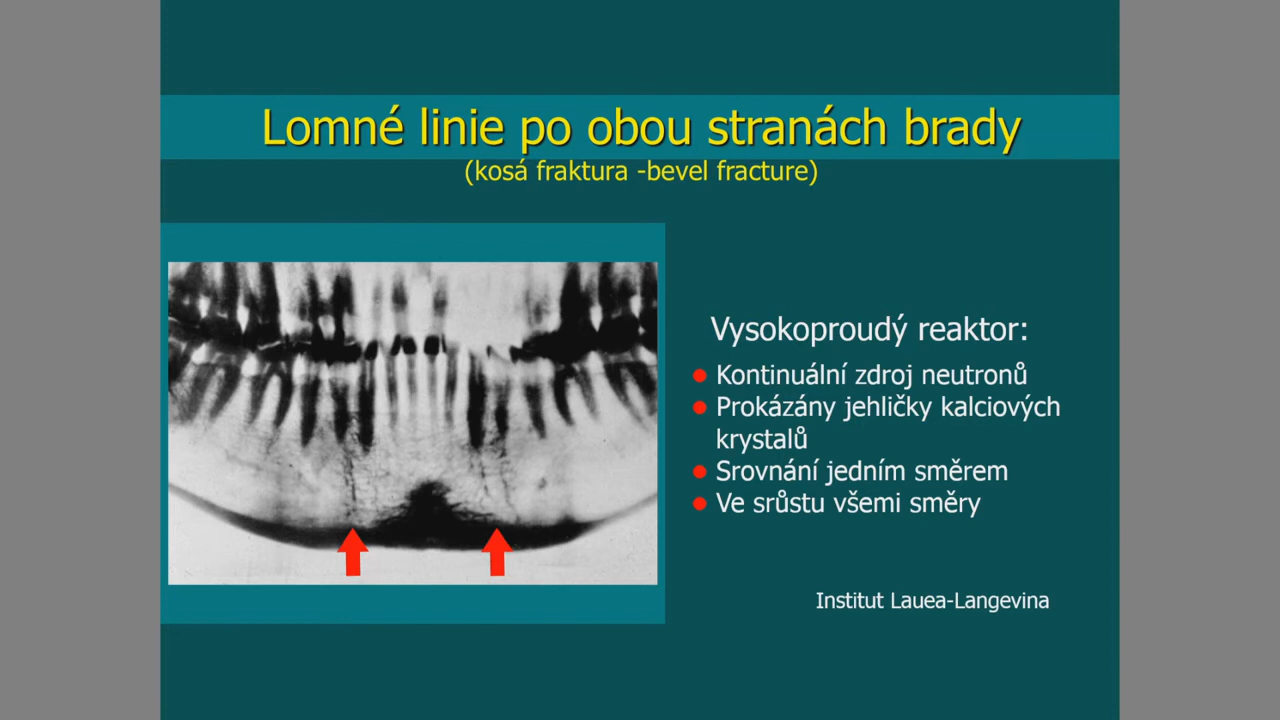 Lomné linie po obou stranách brady
(kosá fraktura -bevel fracture)
Vysokoproudý reaktor:
Kontinuální zdroj neutronů
Prokázány jehličky kalciových
krystalů
Srovnání jedním směrem
Ve srůstu všemi směry
Institut Lauea-Langevina